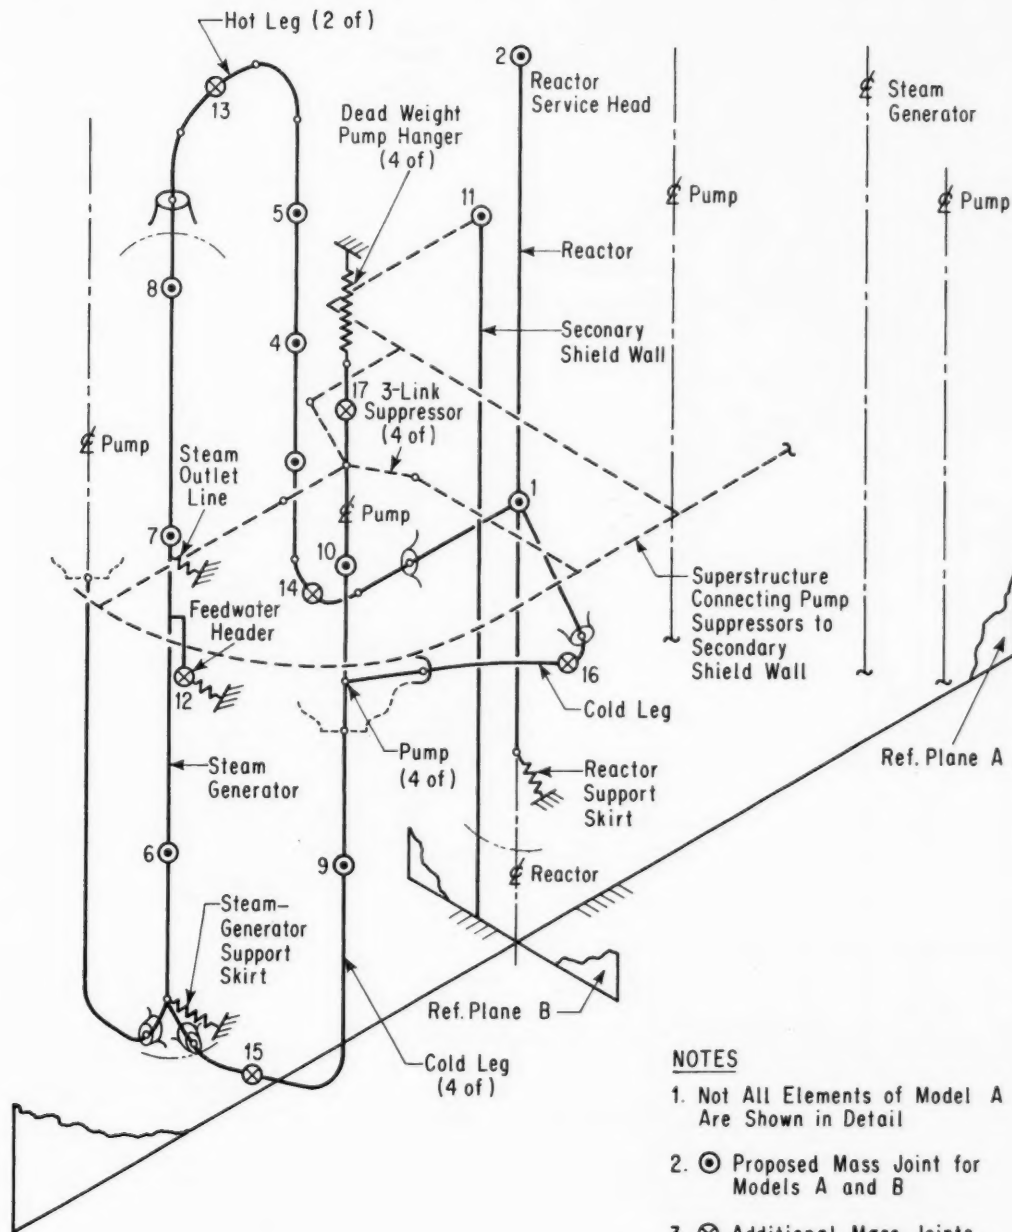 Hot Leg (2 of)
13
2
Reactor
Service Head
℄ Steam
Generator
Dead Weight
Pump Hanger
(4 of)
11
℄ Pump
℄ Pump
5
Reactor
8
Seconary
Shield Wall
4
17
3-Link
Suppressor
(4 of)
℄ Pump
Steam
Outlet
Line
1
℄ Pump
7
10
14
Superstructure
Connecting Pump
Suppressors to
Secondary
Shield Wall
Feedwater
Header
12
16
Cold Leg
Ref. Plane A
Pump
(4 of)
Steam
Generator
Reactor
Support
Skirt
6
9
℄ Reactor
Steam–
Generator
Support
Skirt
Ref. Plane B
15
Cold Leg
(4 of)
NOTES
1. Not All Elements of Model A
Are Shown in Detail
2. ⊙ Proposed Mass Joint for
Models A and B
3. ⊗ Additional Mass Joints